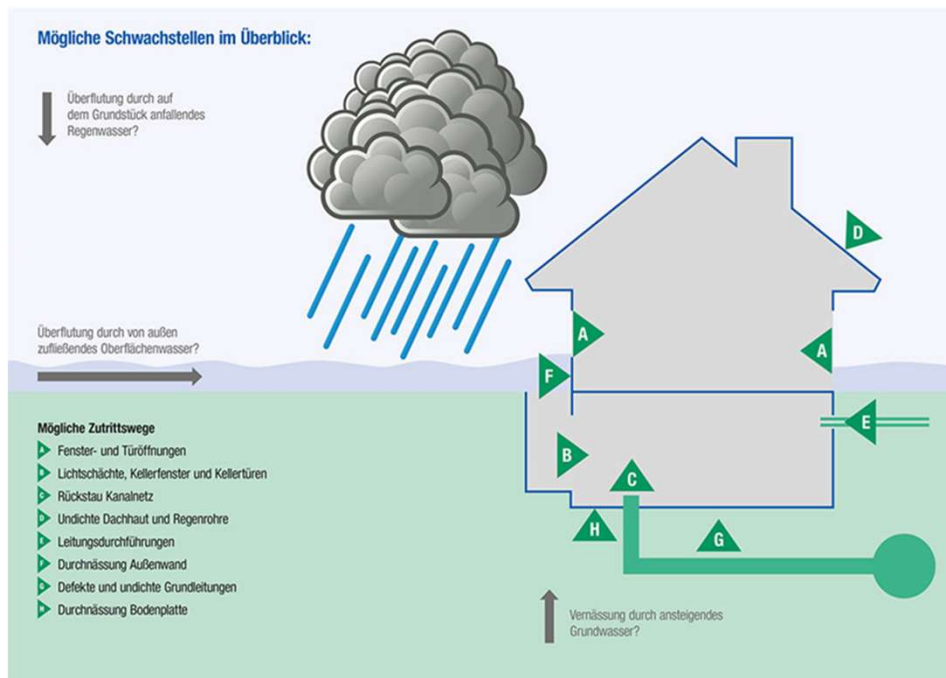 Mögliche Schwachstellen im Überblick:
Überflutung durch auf
dem Grundstück anfallendes
Regenwasser?
D
Überflutung durch von außen
zufließendes Oberflächenwasser?
A
A
F
E
B
C
H
G
Mögliche Zutrittswege
A Fenster- und Türöffnungen
B Lichtschächte, Kellerfenster und Kellertüren
C Rückstau Kanalnetz
D Undichte Dachhaut und Regenrohre
E Leitungsdurchführungen
F Durchnässung Außenwand
G Defekte und undichte Grundleitungen
H Durchnässung Bodenplatte
Vernässung durch ansteigendes
Grundwasser?